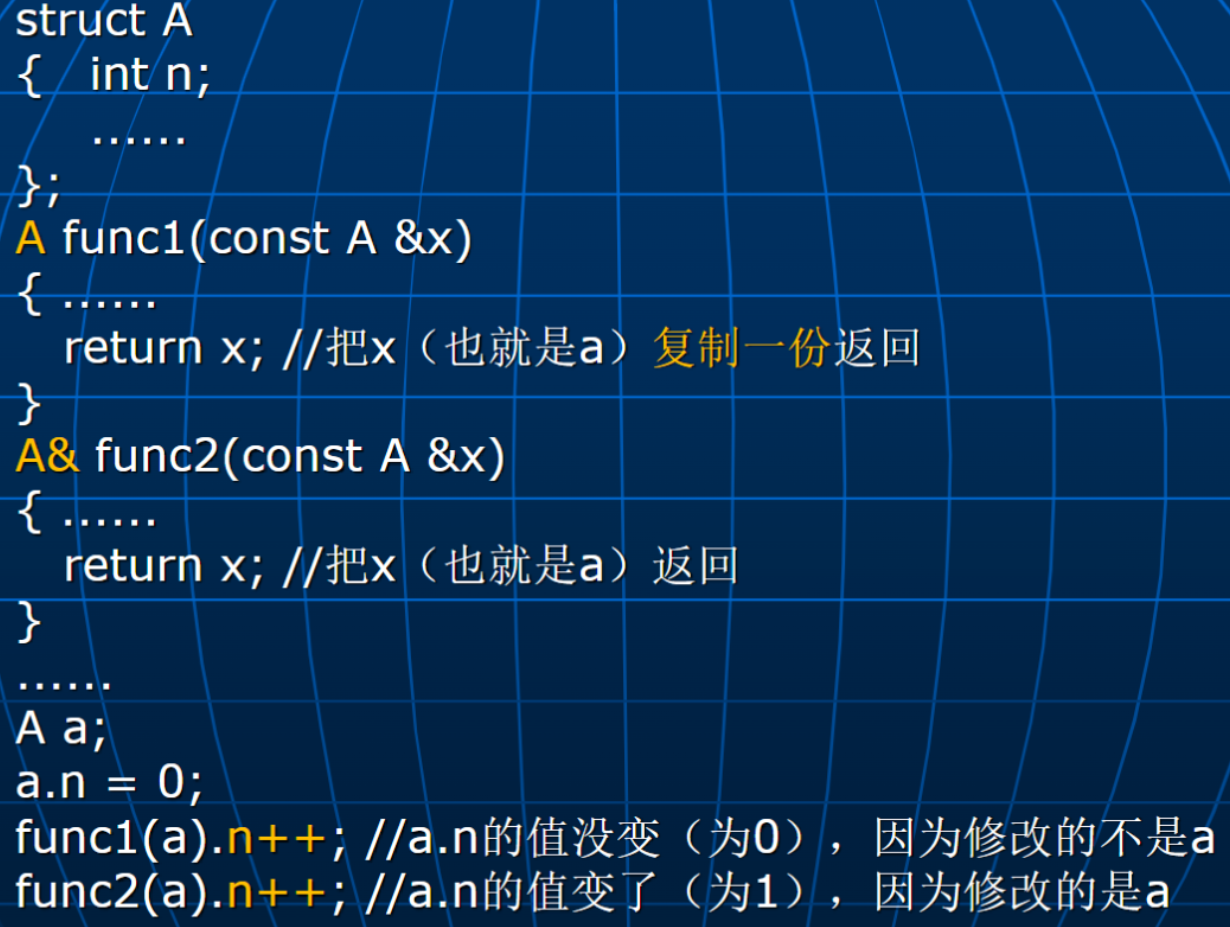 struct A
{ int n;
......
};
A func1(const A &x)
{ ......
return x; //把x（也就是a）复制一份返回
}
A& func2(const A &x)
{ ......
return x; //把x（也就是a）返回
}
......
A a;
a.n = 0;
func1(a).n++; //a.n的值没变（为0），因为修改的不是a
func2(a).n++; //a.n的值变了（为1），因为修改的是a